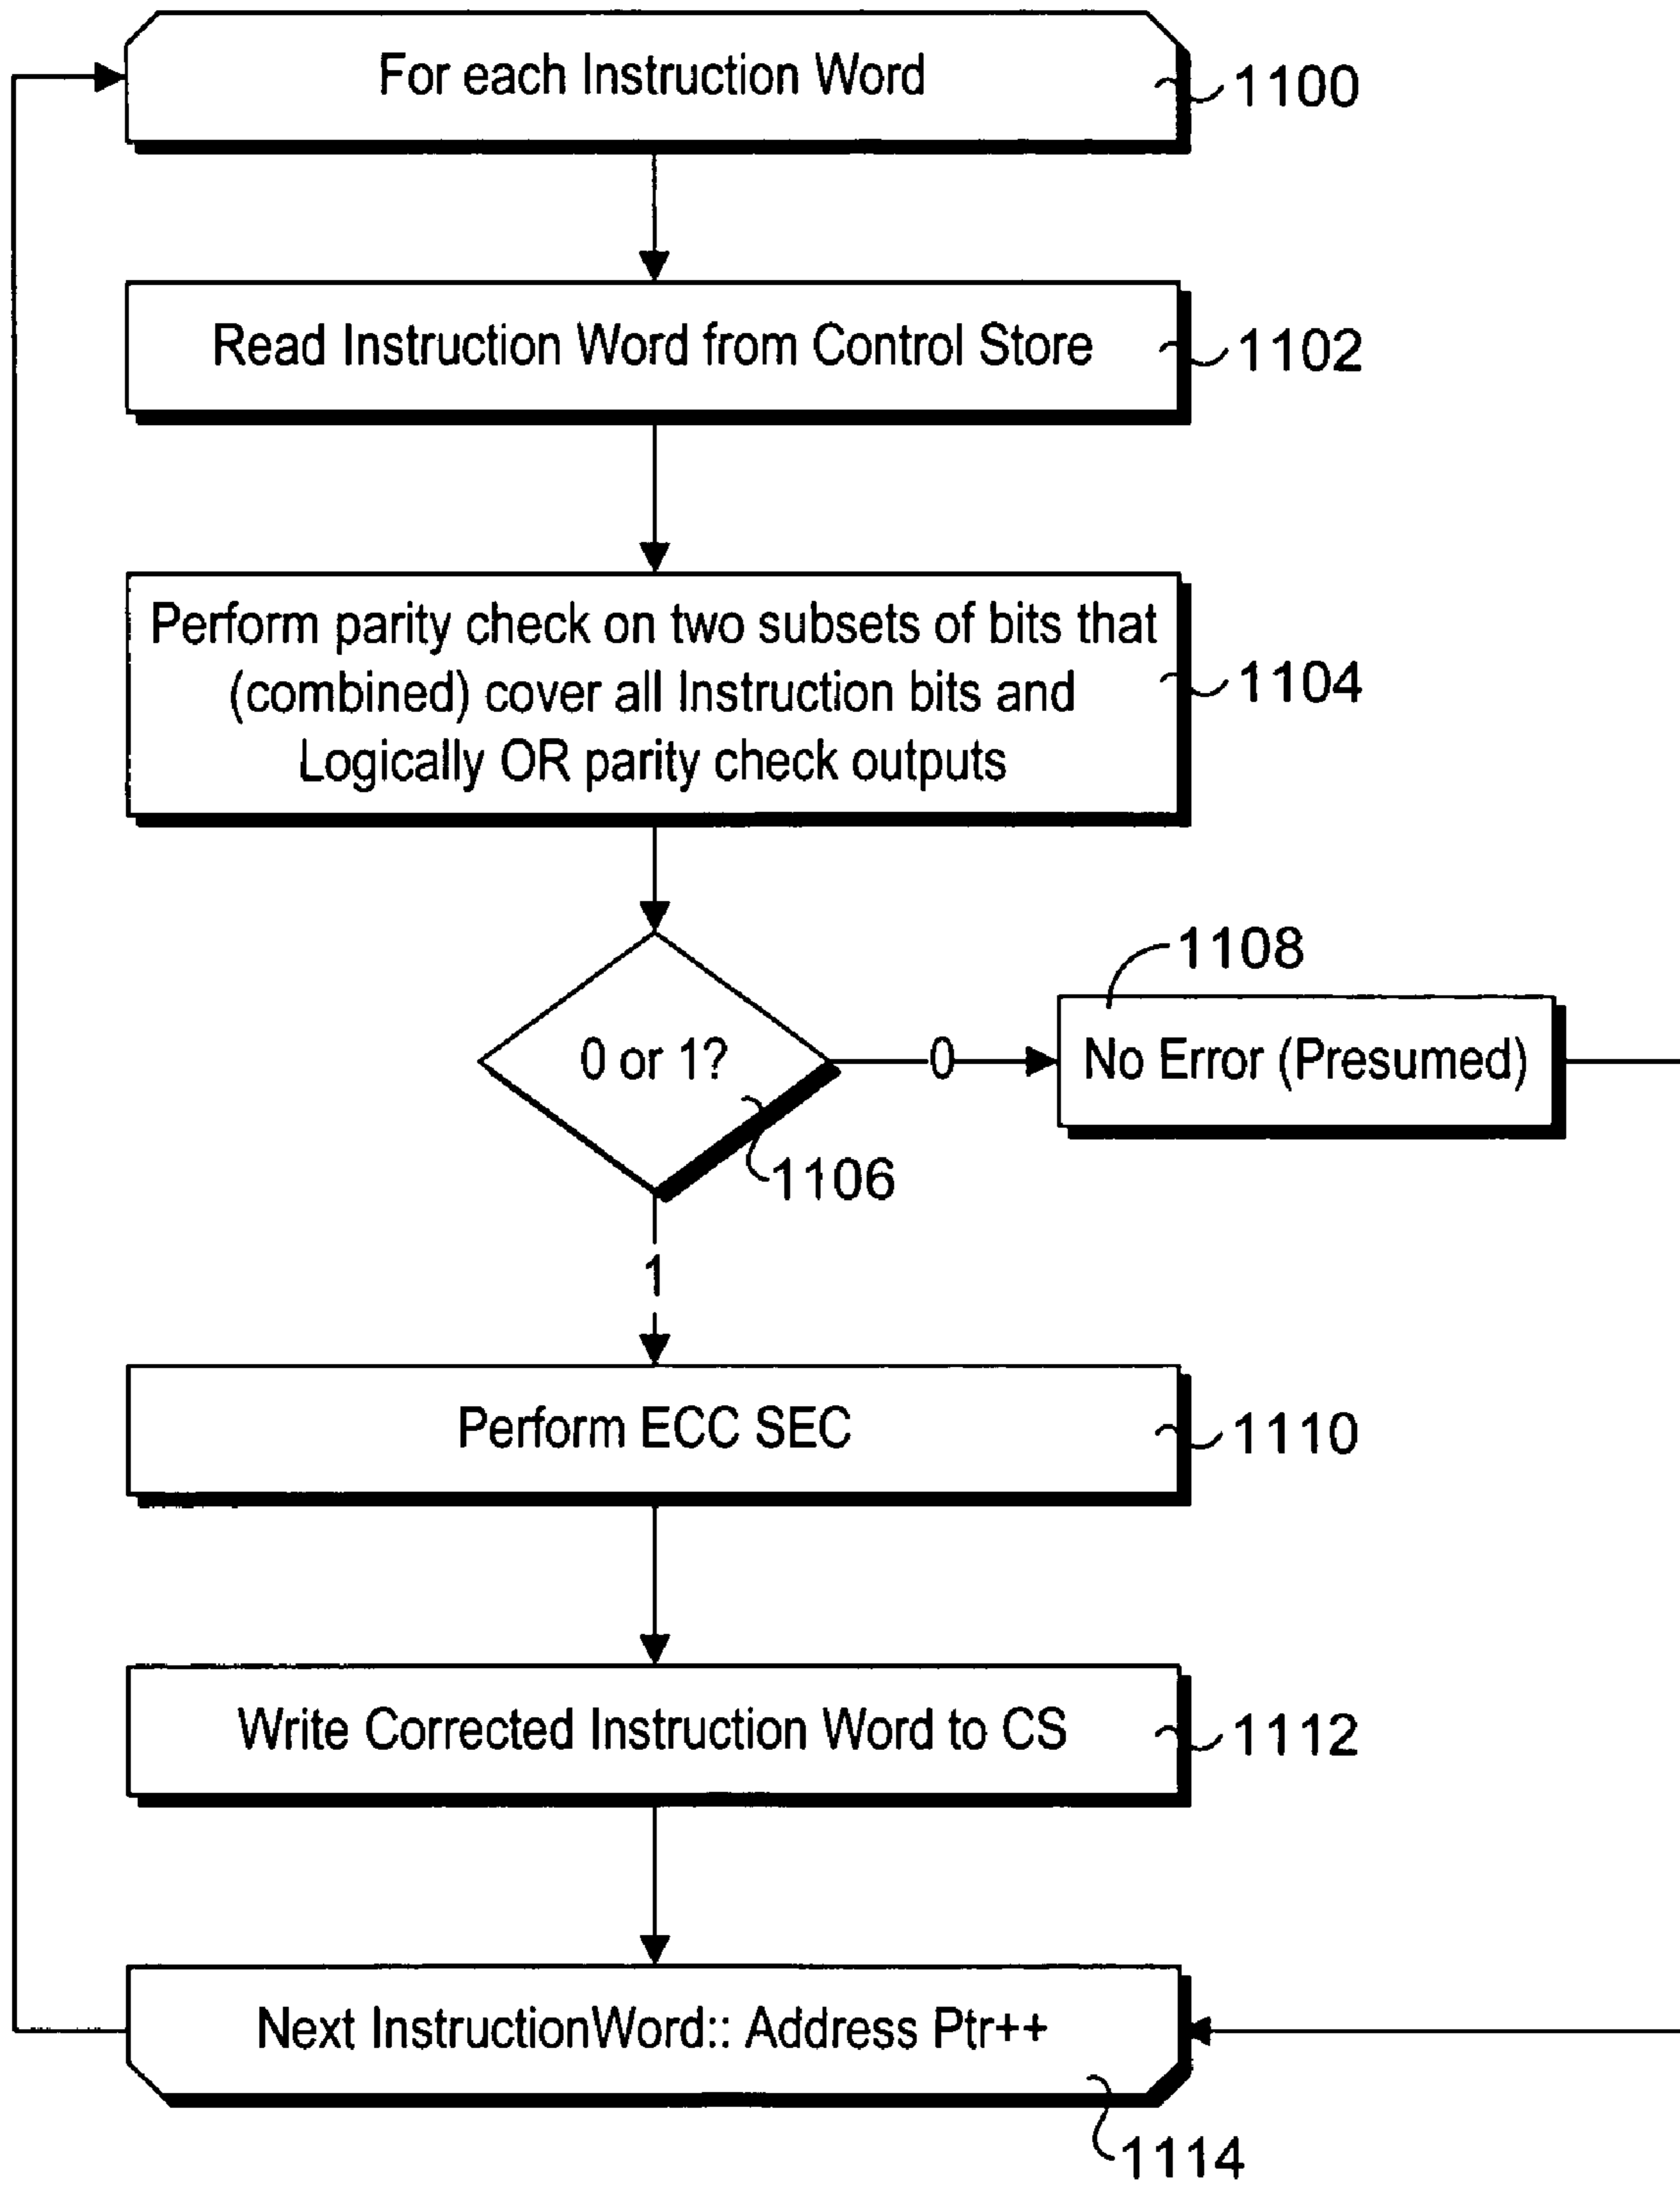 For each Instruction Word
1100
Read Instruction Word from Control Store
1102
Perform parity check on two subsets of bits that
(combined) cover all Instruction bits and
Logically OR parity check outputs
1104
1108
0 or 1?
0
No Error (Presumed)
1106
1
Perform ECC SEC
1110
Write Corrected Instruction Word to CS
1112
Next InstructionWord:: Address Ptr++
1114